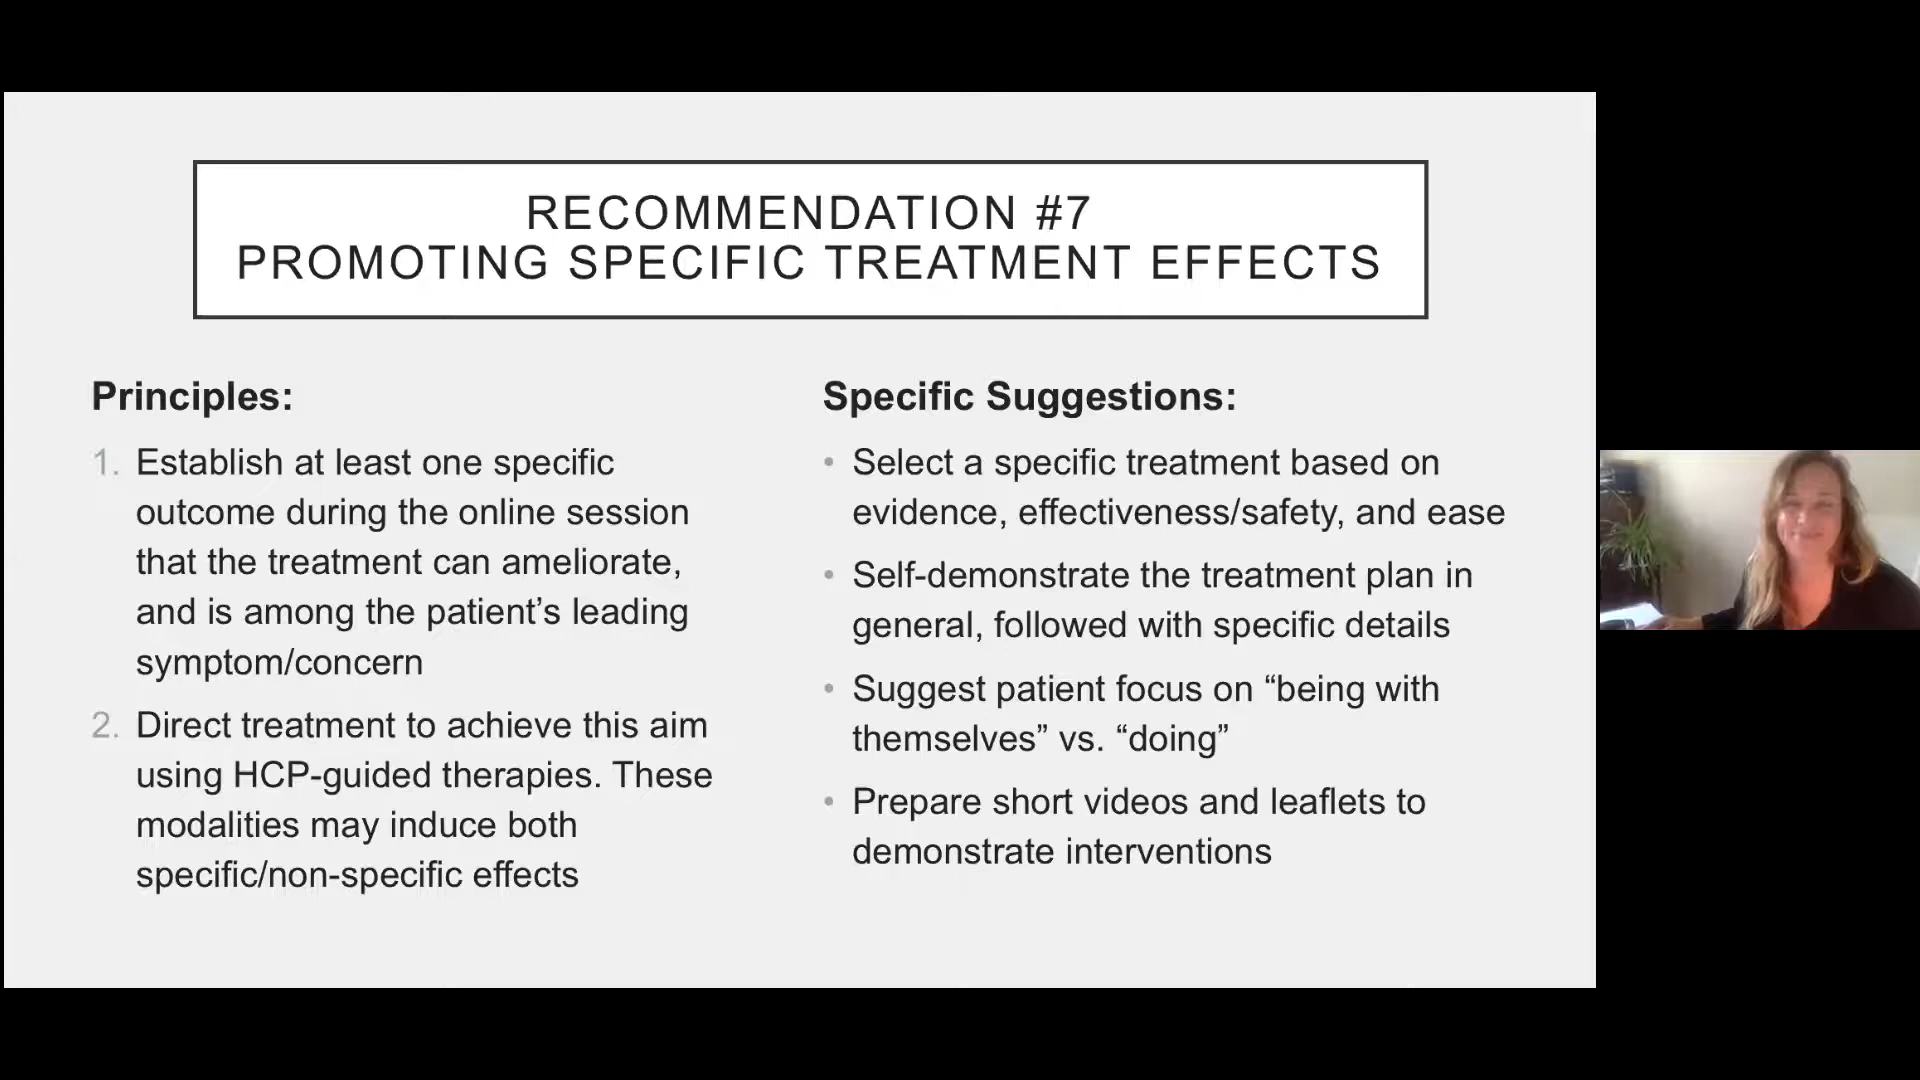 RECOMMENDATION #7
PROMOTING SPECIFIC TREATMENT EFFECTS
Principles:
1. Establish at least one specific
outcome during the online session
that the treatment can ameliorate,
and is among the patient’s leading
symptom/concern
2. Direct treatment to achieve this aim
using HCP-guided therapies. These
modalities may induce both
specific/non-specific effects
Specific Suggestions:
• Select a specific treatment based on
evidence, effectiveness/safety, and ease
• Self-demonstrate the treatment plan in
general, followed with specific details
• Suggest patient focus on “being with
themselves” vs. “doing”
• Prepare short videos and leaflets to
demonstrate interventions